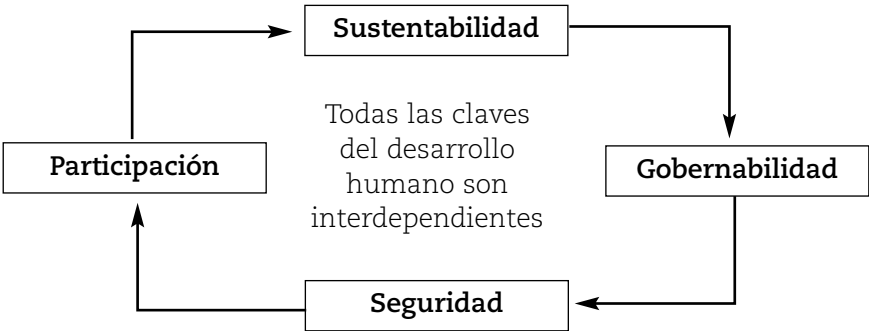 Sustentabilidad
Todas las claves
del desarrollo
humano son
interdependientes
Participación
Gobernabilidad
Seguridad